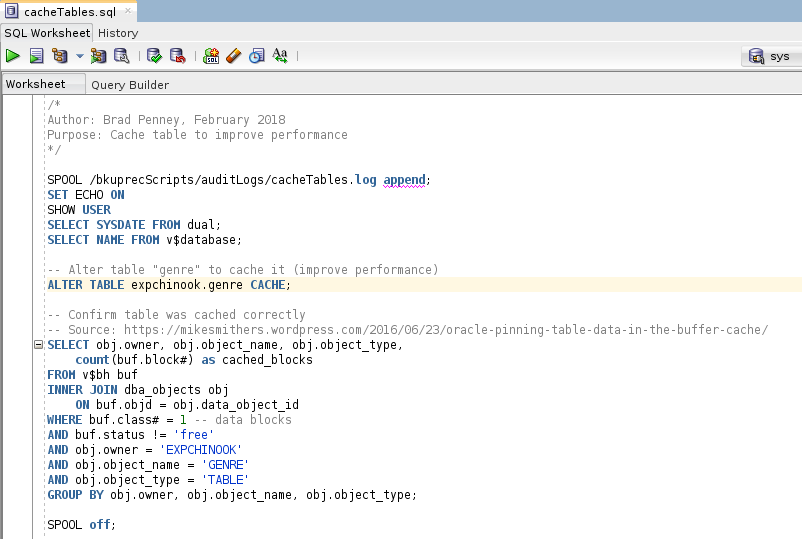 cacheTables.sql
SQL Worksheet History
SQL
Aa
sys
Worksheet Query Builder
/*
Author: Brad Penney, February 2018
Purpose: Cache table to improve performance
*/
SPOOL /bkuprecScripts/auditLogs/cacheTables.log append;
SET ECHO ON
SHOW USER
SELECT SYSDATE FROM dual;
SELECT NAME FROM v$database;
-- Alter table "genre" to cache it (improve performance)
ALTER TABLE expchinook.genre CACHE;
-- Confirm table was cached correctly
-- Source: https://mikesmithers.wordpress.com/2016/06/23/oracle-pinning-table-data-in-the-buffer-cache/
SELECT obj.owner, obj.object_name, obj.object_type,
count(buf.block#) as cached_blocks
FROM v$bh buf
INNER JOIN dba_objects obj
ON buf.objd = obj.data_object_id
WHERE buf.class# = 1 -- data blocks
AND buf.status != 'free'
AND obj.owner = 'EXPCHINOOK'
AND obj.object_name = 'GENRE'
AND obj.object_type = 'TABLE'
GROUP BY obj.owner, obj.object_name, obj.object_type;
SPOOL off;